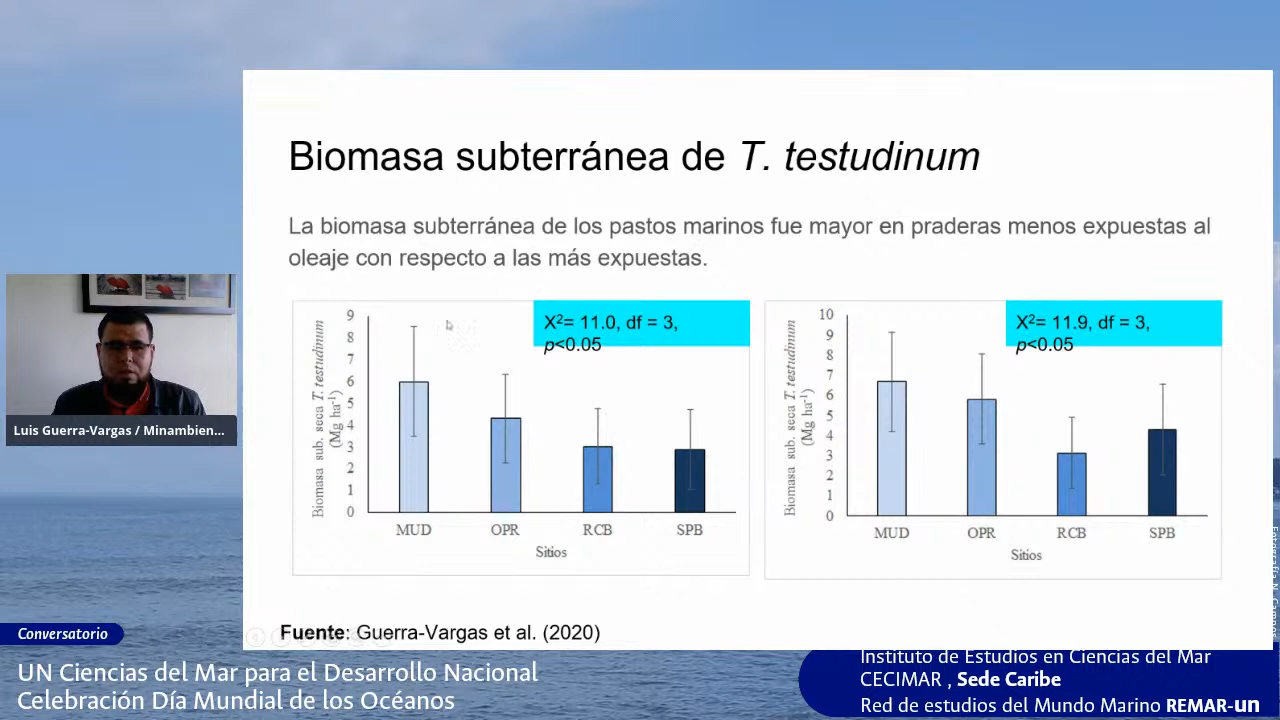 Biomasa subterránea de T. testudinum
La biomasa subterránea de los pastos marinos fue mayor en praderas menos expuestas al
oleaje con respecto a las más expuestas.
X²= 11.0, df = 3,
p<0.05
Biomasa sub. seca T. testudinum
(Mg ha⁻¹)
9
8
7
6
5
4
3
2
1
0
MUD OPR RCB SPB
Sitios
X²= 11.9, df = 3,
p<0.05
Biomasa sub. seca T. testudinum
(Mg ha⁻¹)
10
9
8
7
6
5
4
3
2
1
0
MUD OPR RCB SPB
Sitios
Fuente: Guerra-Vargas et al. (2020)
Luis Guerra-Vargas / Minambien...
Conversatorio
UN Ciencias del Mar para el Desarrollo Nacional
Celebración Día Mundial de los Océanos
Instituto de Estudios en Ciencias del Mar
CECIMAR , Sede Caribe
Red de estudios del Mundo Marino REMAR-un
Fotografía N. Campos